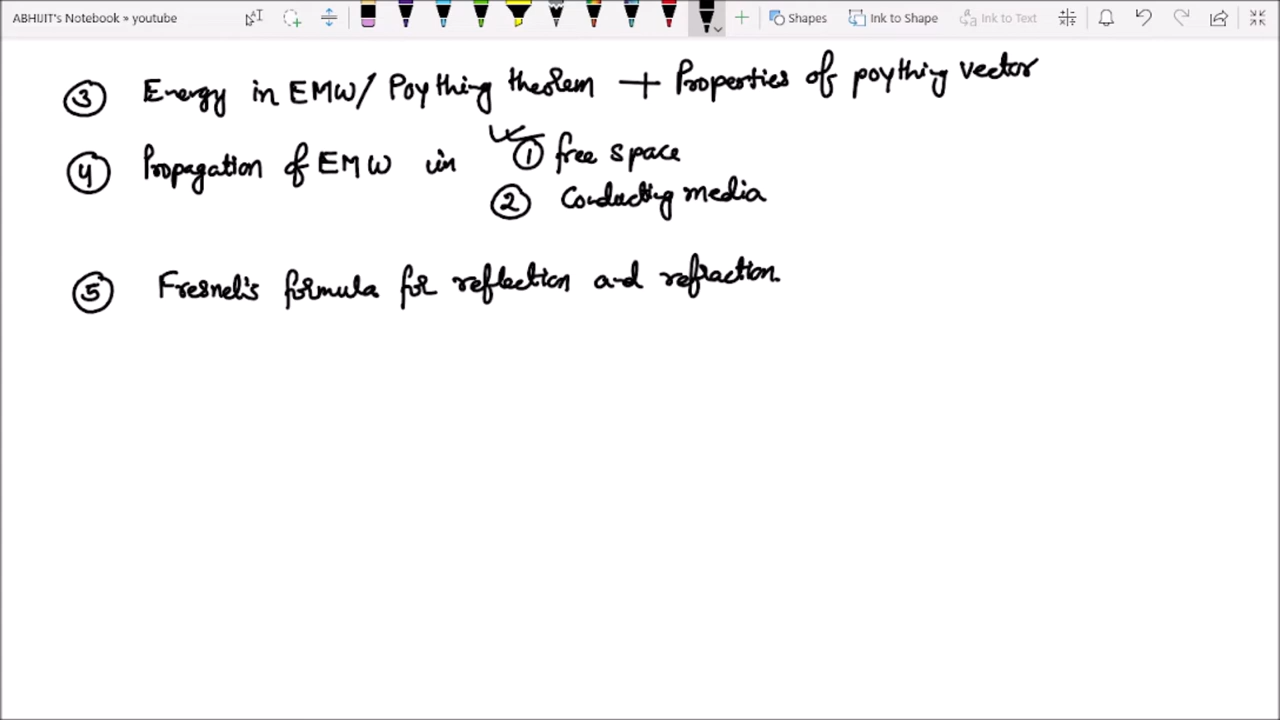 ABHIJIT's Notebook » youtube
Shapes Ink to Shape Ink to Text
③ Energy in EMW/ Poything theorem + Properties of poything vector
④ Propagation of EMW in ① free space
② Conducting media
⑤ Fresnel's formula for reflection and refraction.